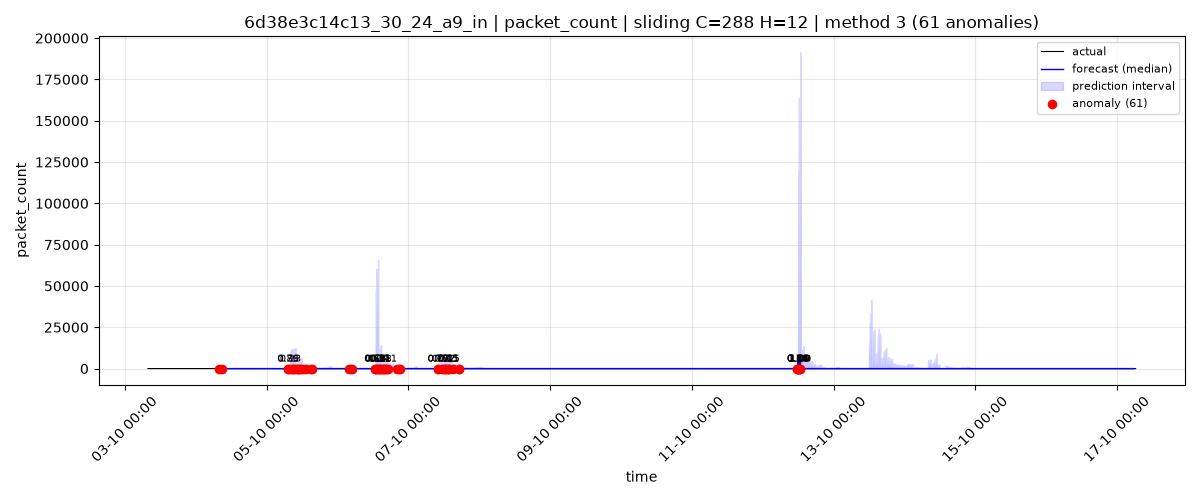 6d38e3c14c13_30_24_a9_in | packet_count | sliding C=288 H=12 | method 3 (61 anomalies)
actual
forecast (median)
prediction interval
anomaly (61)
packet_count
200000
175000
150000
125000
100000
75000
50000
25000
0
03-10 00:00
05-10 00:00
07-10 00:00
09-10 00:00
11-10 00:00
13-10 00:00
15-10 00:00
17-10 00:00
time